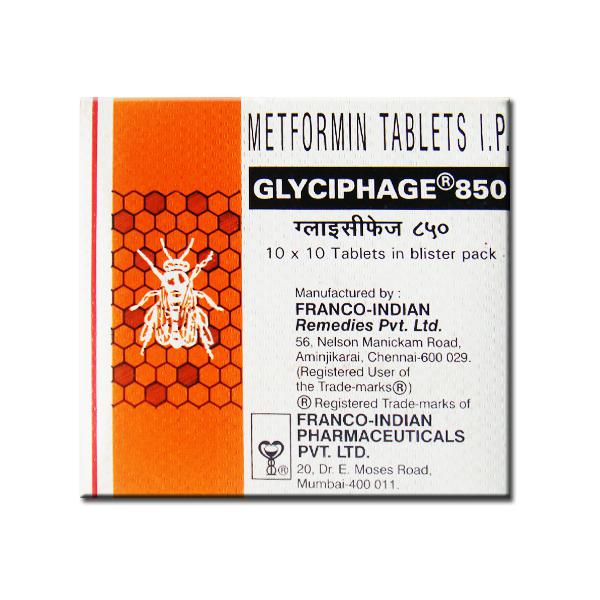 METFORMIN TABLETS I.P.
GLYCIPHAGE® 850
ग्लाइसीफेज ८५०
10 x 10 Tablets in blister pack
Manufactured by :
FRANCO-INDIAN
Remedies Pvt. Ltd.
56, Nelson Manickam Road,
Aminjikarai, Chennai-600 029.
(Registered User of
the Trade-marks®)
® Registered Trade-marks of
FRANCO-INDIAN
PHARMACEUTICALS
PVT. LTD.
®
20, Dr. E. Moses Road,
Mumbai-400 011.